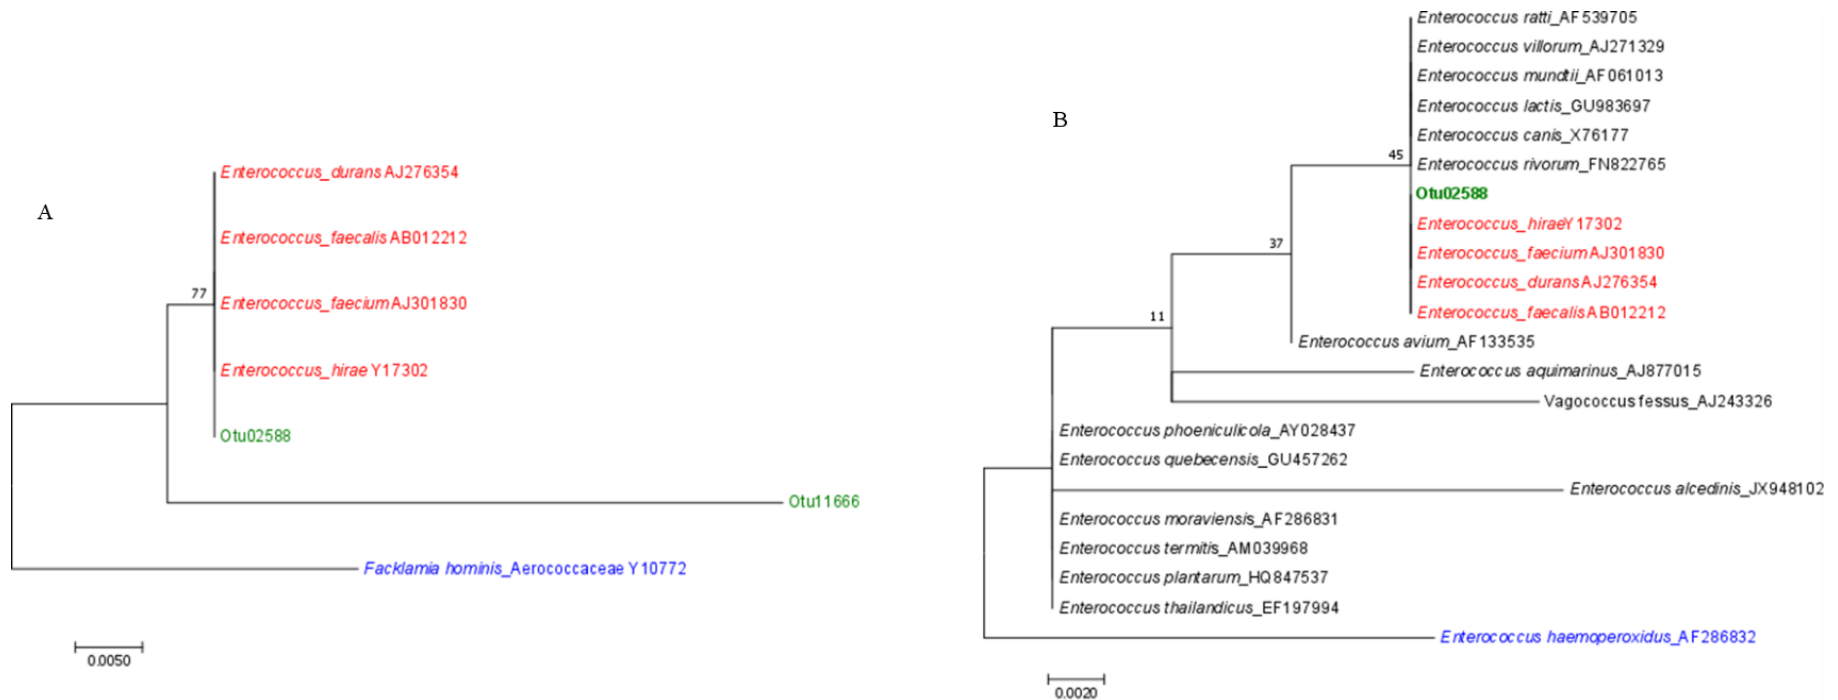 A
Enterococcus_durans AJ276354
Enterococcus_faecalis AB012212
77
Enterococcus_faecium AJ301830
Enterococcus_hirae Y17302
Otu02588
Otu11666
Facklamia hominis_Aerococcaceae Y10772
0.0050
B
Enterococcus ratti_AF539705
Enterococcus villorum_AJ271329
Enterococcus mundtii_AF061013
Enterococcus lactis_GU983697
Enterococcus canis_X76177
45
Enterococcus rivorum_FN822765
Otu02588
Enterococcus_hiraeY17302
37
Enterococcus_faecium AJ301830
Enterococcus_durans AJ276354
11
Enterococcus_faecalis AB012212
Enterococcus avium_AF133535
Enterococcus aquimarinus_AJ877015
Vagococcus fessus_AJ243326
Enterococcus phoeniculicola_AY028437
Enterococcus quebecensis_GU457262
Enterococcus alcedinis_JX948102
Enterococcus moraviensis_AF286831
Enterococcus termitis_AM039968
Enterococcus plantarum_HQ847537
Enterococcus thailandicus_EF197994
Enterococcus haemoperoxidus_AF286832
0.0020